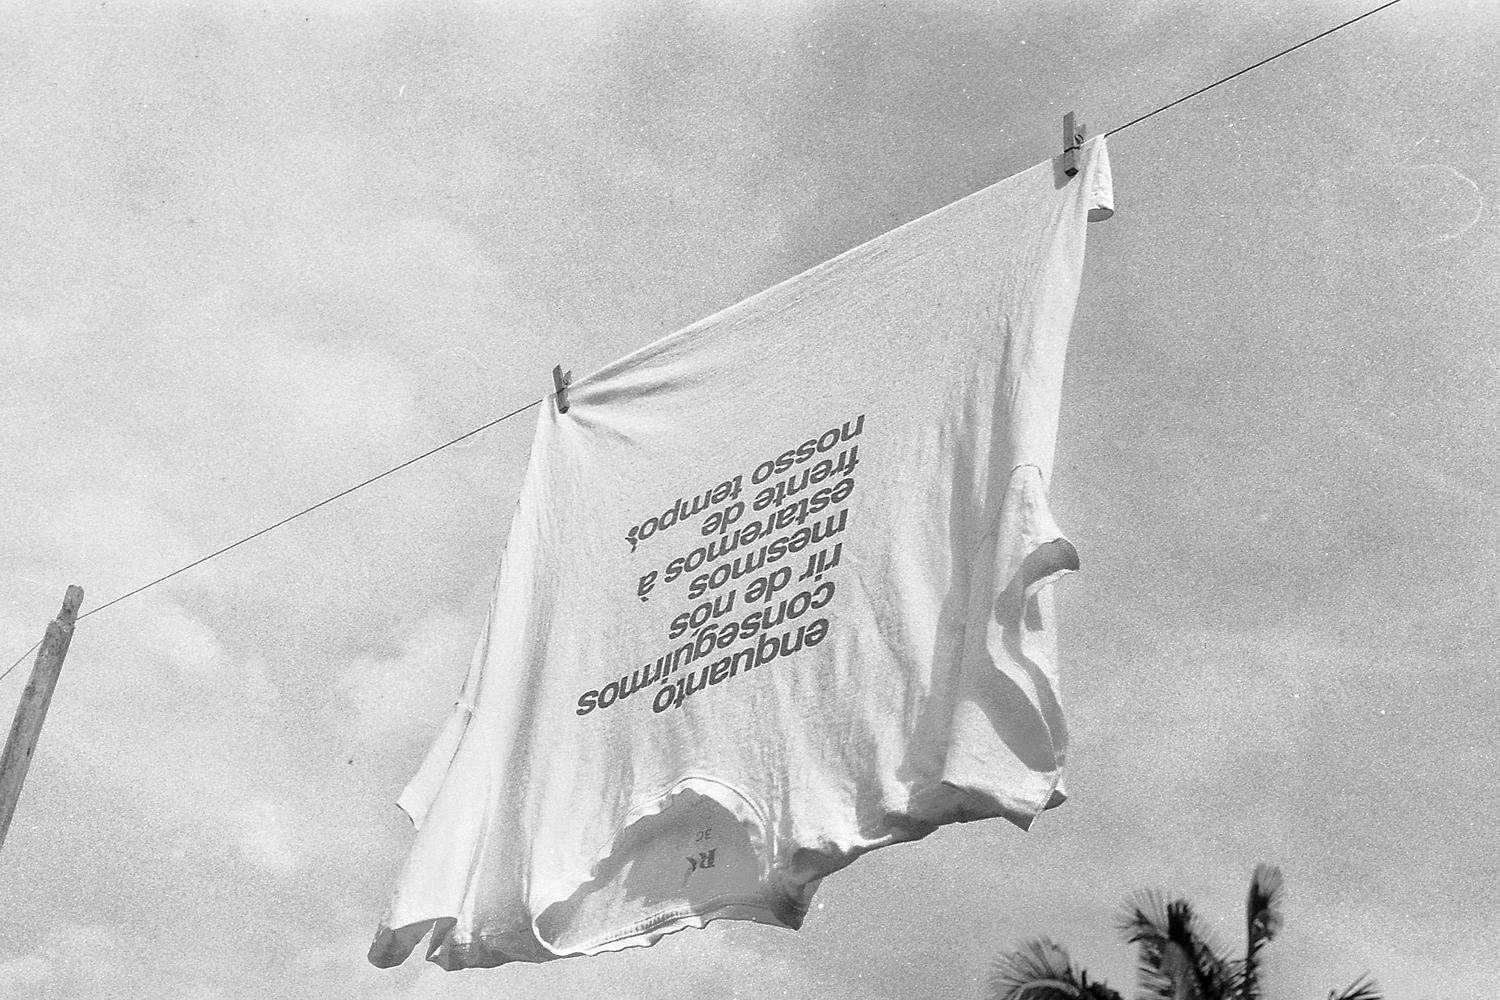 enquanto
conseguirmos
rir de nós
mesmos
estaremos à
frente de
nosso tempo.